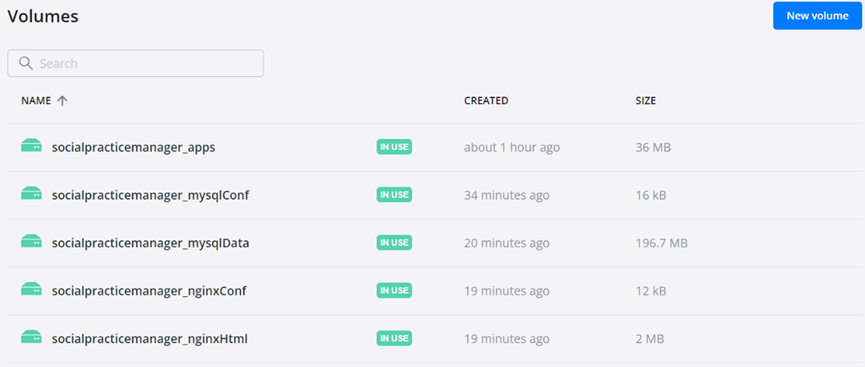 Volumes
New volume
Search
NAME CREATED SIZE
socialpracticemanager_apps IN USE about 1 hour ago 36 MB
socialpracticemanager_mysqlConf IN USE 34 minutes ago 16 kB
socialpracticemanager_mysqlData IN USE 20 minutes ago 196.7 MB
socialpracticemanager_nginxConf IN USE 19 minutes ago 12 kB
socialpracticemanager_nginxHtml IN USE 19 minutes ago 2 MB